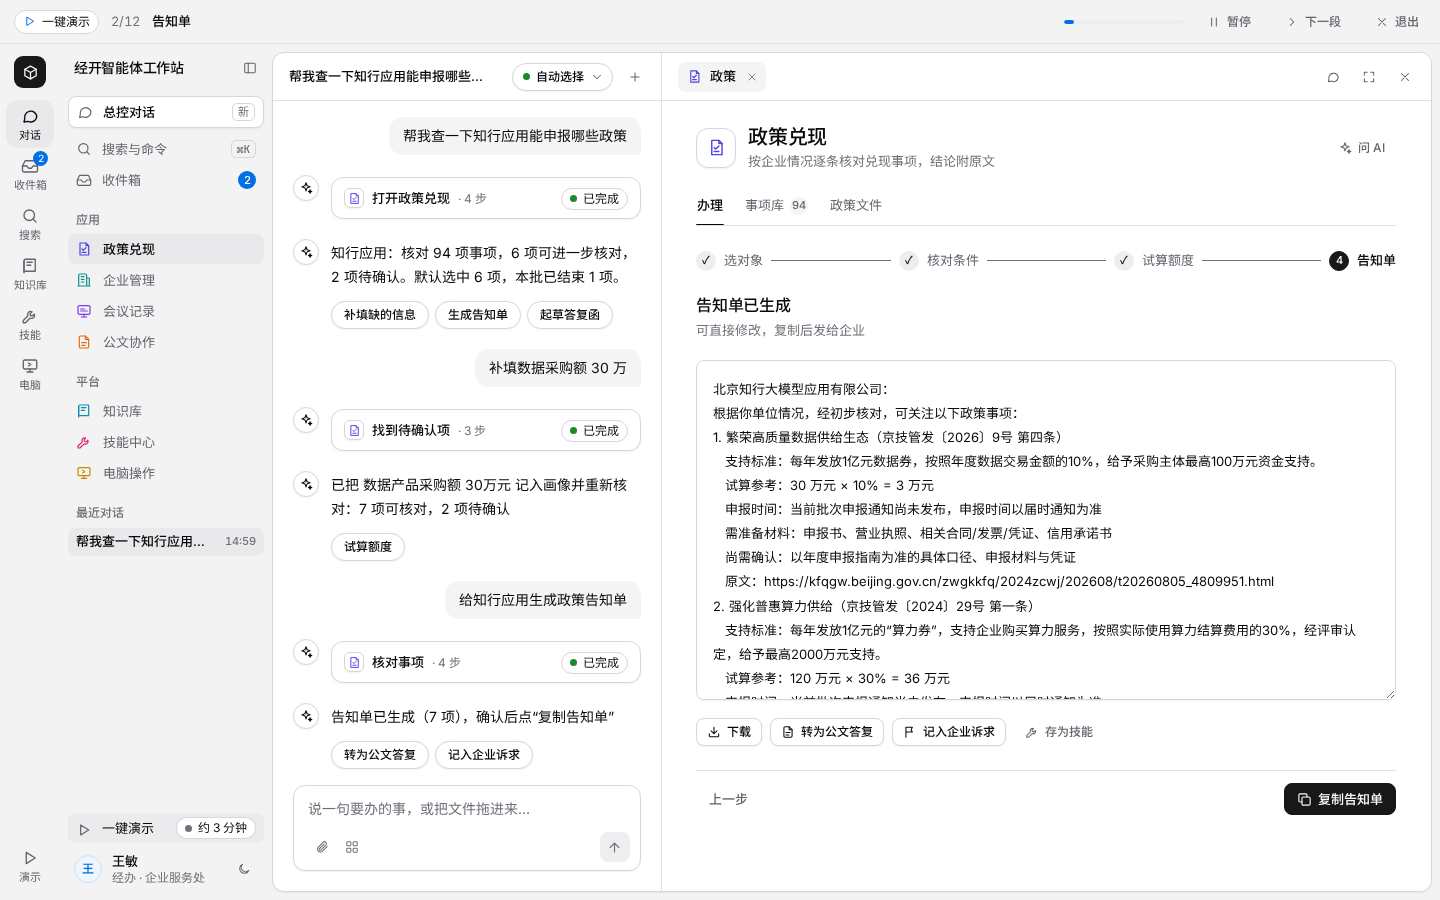 一键演示
2/12
告知单
暂停
下一段
退出
对话
2
收件箱
搜索
知识库
技能
电脑
演示
经开智能体工作站
总控对话
新
搜索与命令
⌘K
收件箱
2
应用
政策兑现
企业管理
会议记录
公文协作
平台
知识库
技能中心
电脑操作
最近对话
帮我查一下知行应用...
14:59
一键演示
约 3 分钟
王
王敏
经办 · 企业服务处
帮我查一下知行应用能申报哪些...
自动选择
帮我查一下知行应用能申报哪些政策
打开政策兑现 · 4 步
已完成
知行应用：核对 94 项事项，6 项可进一步核对，
2 项待确认。默认选中 6 项，本批已结束 1 项。
补填缺的信息
生成告知单
起草答复函
补填数据采购额 30 万
找到待确认项 · 3 步
已完成
已把 数据产品采购额 30万元 记入画像并重新核
对：7 项可核对，2 项待确认
试算额度
给知行应用生成政策告知单
核对事项 · 4 步
已完成
告知单已生成（7 项），确认后点“复制告知单”
转为公文答复
记入企业诉求
说一句要办的事，或把文件拖进来...
政策
政策兑现
按企业情况逐条核对兑现事项，结论附原文
问 AI
办理
事项库 94
政策文件
选对象
核对条件
试算额度
4 告知单
告知单已生成
可直接修改，复制后发给企业
北京知行大模型应用有限公司：
根据你单位情况，经初步核对，可关注以下政策事项：
1. 繁荣高质量数据供给生态（京技管发〔2026〕9号 第四条）
支持标准：每年发放1亿元数据券，按照年度数据交易金额的10%，给予采购主体最高100万元资金支持。
试算参考：30 万元 × 10% = 3 万元
申报时间：当前批次申报通知尚未发布，申报时间以届时通知为准
需准备材料：申报书、营业执照、相关合同/发票/凭证、信用承诺书
尚需确认：以年度申报指南为准的具体口径、申报材料与凭证
原文：https://kfqgw.beijing.gov.cn/zwgkkfq/2024zcwj/202608/t20260805_4809951.html
2. 强化普惠算力供给（京技管发〔2024〕29号 第一条）
支持标准：每年发放1亿元的“算力券”，支持企业购买算力服务，按照实际使用算力结算费用的30%，经评审认
定，给予最高2000万元支持。
试算参考：120 万元 × 30% = 36 万元
申报时间：当前批次申报通知尚未发布，申报时间以届时通知为准
下载
转为公文答复
记入企业诉求
存为技能
上一步
复制告知单